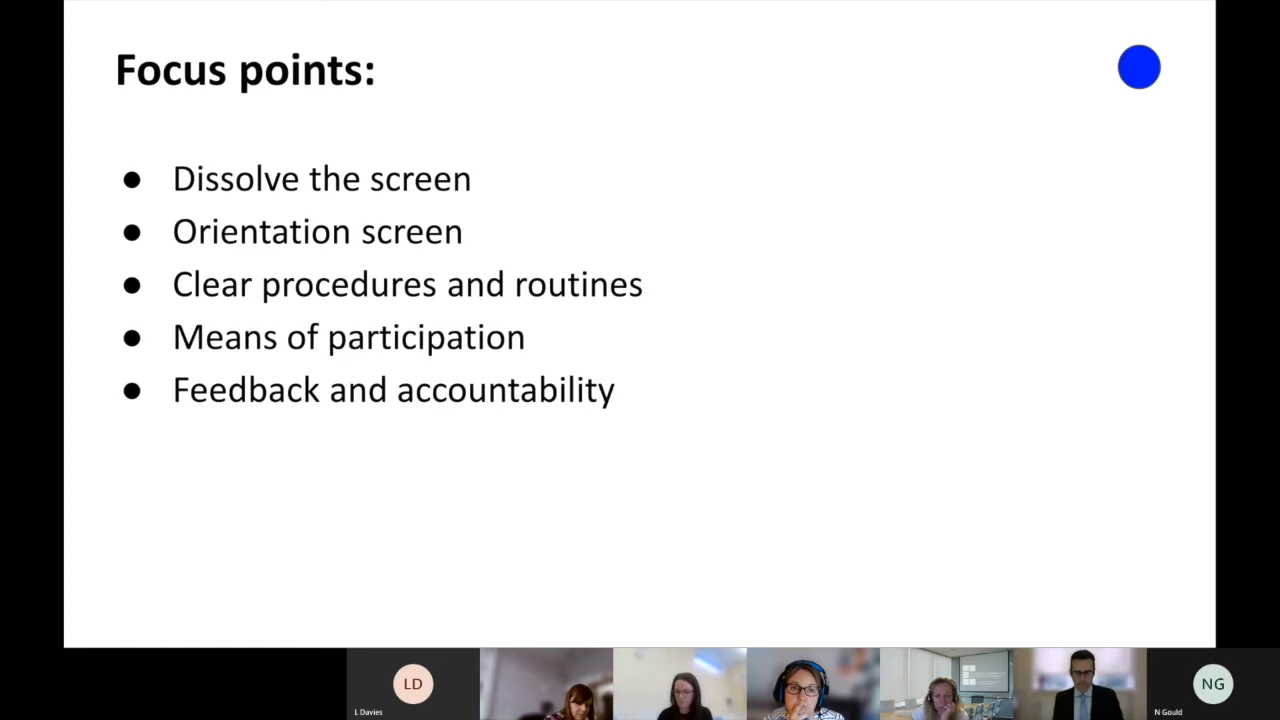 Focus points:
● Dissolve the screen
● Orientation screen
● Clear procedures and routines
● Means of participation
● Feedback and accountability
LD
L Davies
NG
N Gould